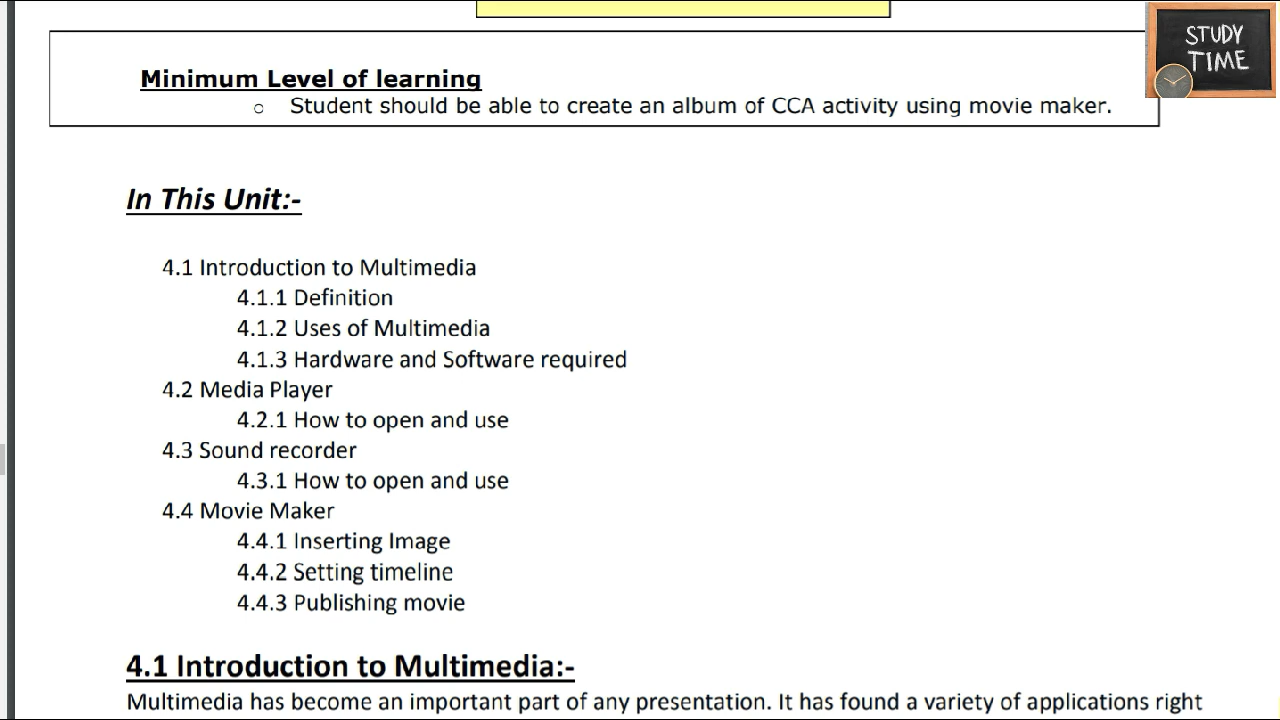 STUDY
TIME
Minimum Level of learning
o Student should be able to create an album of CCA activity using movie maker.
In This Unit:-
4.1 Introduction to Multimedia
4.1.1 Definition
4.1.2 Uses of Multimedia
4.1.3 Hardware and Software required
4.2 Media Player
4.2.1 How to open and use
4.3 Sound recorder
4.3.1 How to open and use
4.4 Movie Maker
4.4.1 Inserting Image
4.4.2 Setting timeline
4.4.3 Publishing movie
4.1 Introduction to Multimedia:-
Multimedia has become an important part of any presentation. It has found a variety of applications right